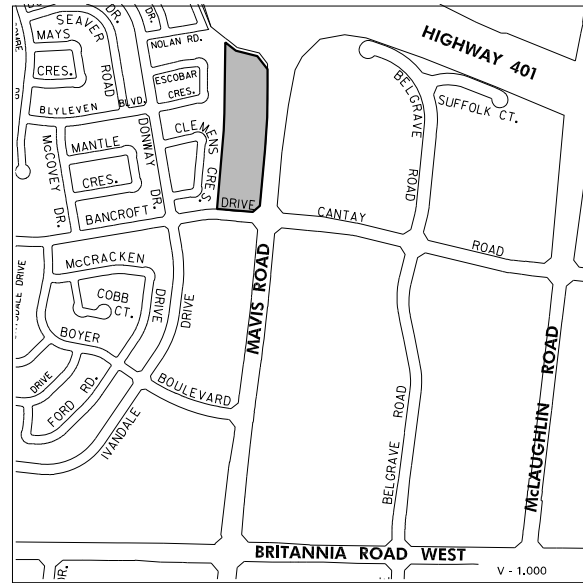 SEAVER ROAD
MAYS
CRES.
NOLAN RD.
ESCOBAR
CRES.
BLYLEVEN BLVD.
CLEMENS CRES.
McCOVEY DR.
MANTLE
CRES.
DONWAY DR.
BANCROFT DRIVE
HIGHWAY 401
BELGRAVE ROAD
SUFFOLK CT.
CANTAY ROAD
McCRACKEN DRIVE
COBB
CT.
DRIVE
BOYER
BOULEVARD
DRIVE
FORD RD.
IVANDALE
MAVIS ROAD
BELGRAVE ROAD
McLAUGHLIN ROAD
BRITANNIA ROAD WEST
V - 1.000